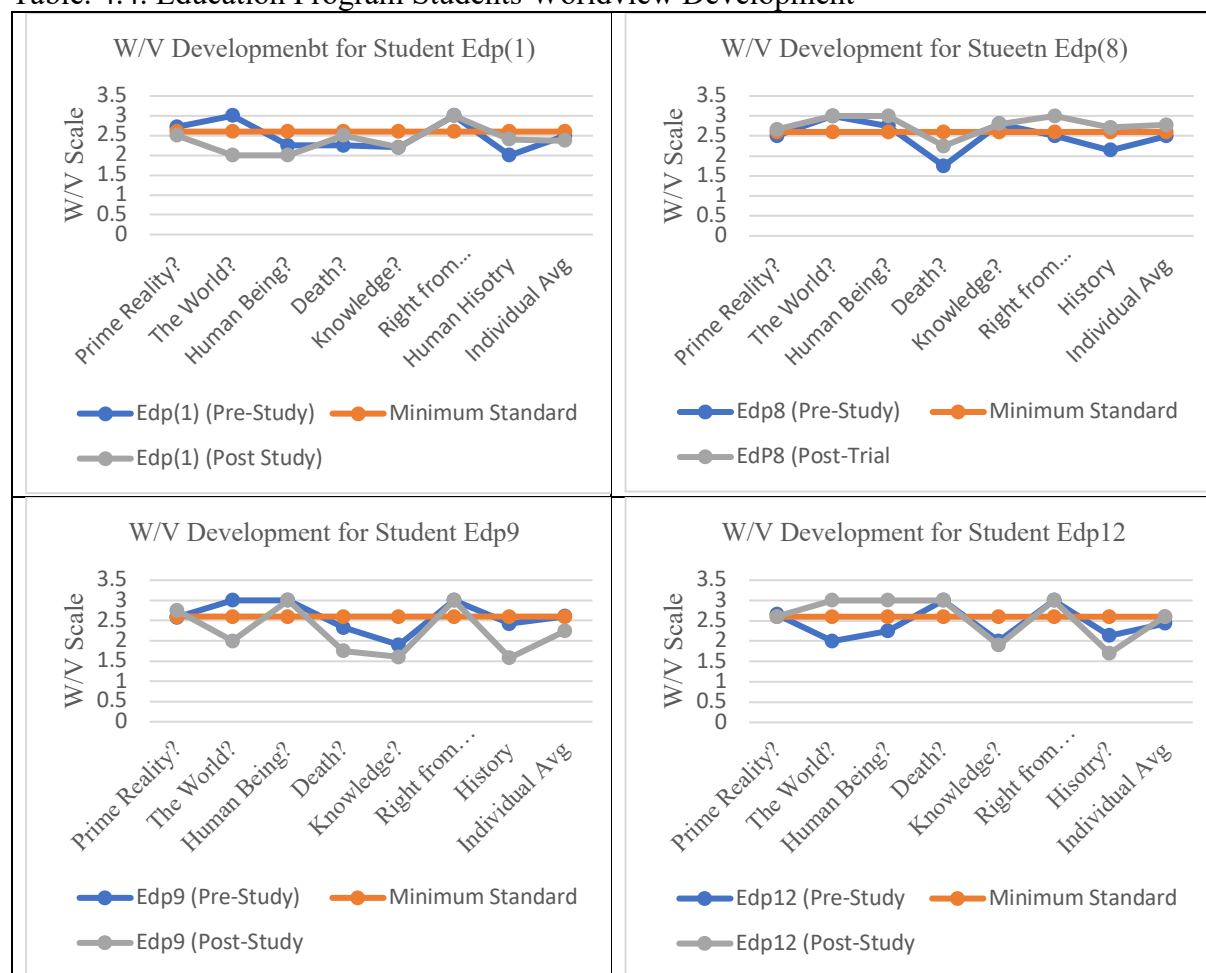 Table: 4.4: Education Program Students Worldview Development
W/V Developmenbt for Student Edp(1)
W/V Scale
3.5
3
2.5
2
1.5
1
0.5
0
Prime Reality?
The World?
Human Being?
Death?
Knowledge?
Right from…
Human Hisotry
Individual Avg
Edp(1) (Pre-Study)
Minimum Standard
Edp(1) (Post Study)
W/V Development for Stueetn Edp(8)
W/V Scale
3.5
3
2.5
2
1.5
1
0.5
0
Prime Reality?
The World?
Human Being?
Death?
Knowledge?
Right from…
History
Individual Avg
Edp8 (Pre-Study)
Minimum Standard
EdP8 (Post-Trial
W/V Development for Student Edp9
W/V Scale
3.5
3
2.5
2
1.5
1
0.5
0
Prime Reality?
The World?
Human Being?
Death?
Knowledge?
Right from…
History
Individual Avg
Edp9 (Pre-Study)
Minimum Standard
Edp9 (Post-Study
W/V Development for Student Edp12
W/V Scale
3.5
3
2.5
2
1.5
1
0.5
0
Prime Reality?
The World?
Human Being?
Death?
Knowledge?
Right from…
Hisotry?
Individual Avg
Edp12 (Pre-Study
Minimum Standard
Edp12 (Post-Study